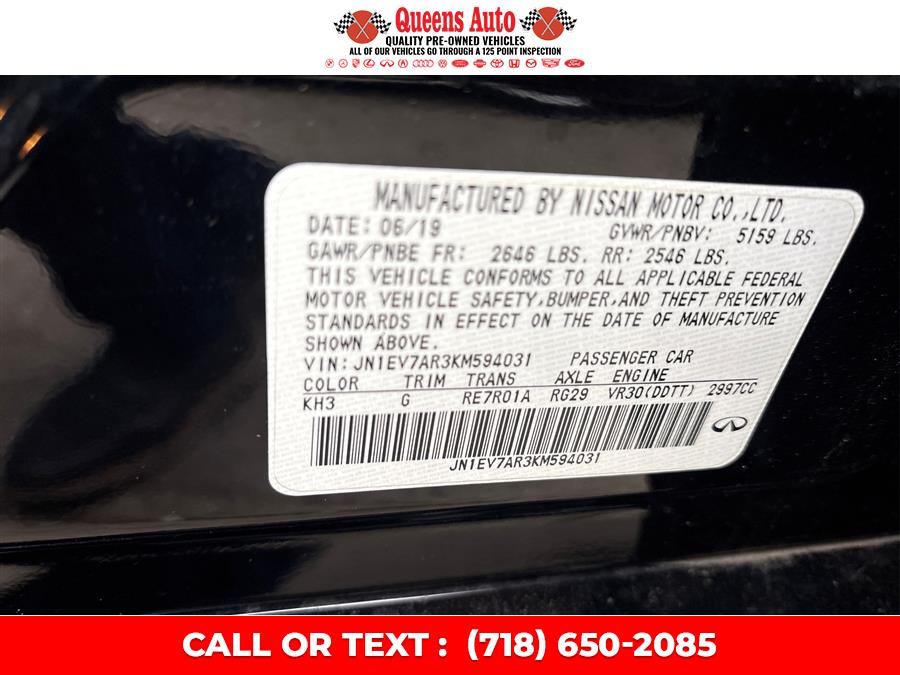 Queens Auto
QUALITY PRE-OWNED VEHICLES
ALL OF OUR VEHICLES GO THROUGH A 125 POINT INSPECTION
MANUFACTURED BY NISSAN MOTOR CO.,LTD.
DATE: 06/19 GVWR/PNBV: 5159 LBS.
GAWR/PNBE FR: 2646 LBS. RR: 2546 LBS.
THIS VEHICLE CONFORMS TO ALL APPLICABLE FEDERAL
MOTOR VEHICLE SAFETY,BUMPER,AND THEFT PREVENTION
STANDARDS IN EFFECT ON THE DATE OF MANUFACTURE
SHOWN ABOVE.
VIN:JN1EV7AR3KM594031 PASSENGER CAR
COLOR TRIM TRANS AXLE ENGINE
KH3 G RE7R01A RG29 VR30(DDTT) 2997CC
JN1EV7AR3KM594031
CALL OR TEXT : (718) 650-2085